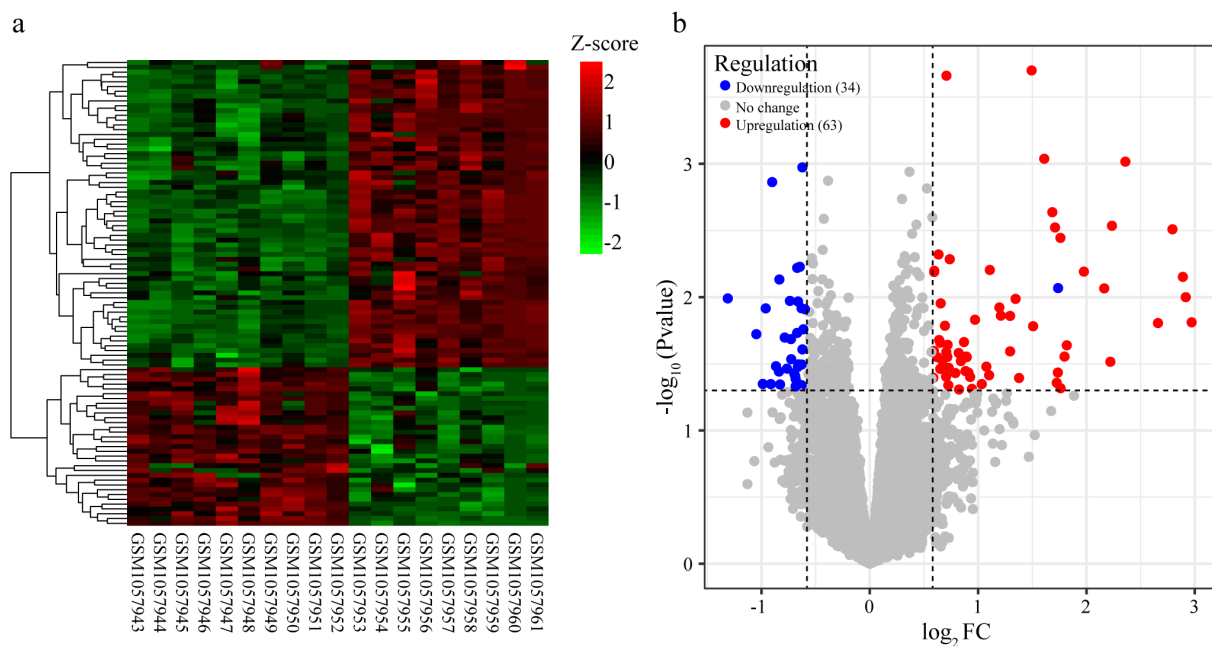 a
Z-score
2
1
0
-1
-2
GSM1057943
GSM1057944
GSM1057945
GSM1057946
GSM1057947
GSM1057948
GSM1057949
GSM1057950
GSM1057951
GSM1057952
GSM1057953
GSM1057954
GSM1057955
GSM1057956
GSM1057957
GSM1057958
GSM1057959
GSM1057960
GSM1057961
b
Regulation
Downregulation (34)
No change
Upregulation (63)
-log10 (Pvalue)
3
2
1
0
-1
0
1
2
3
log2 FC